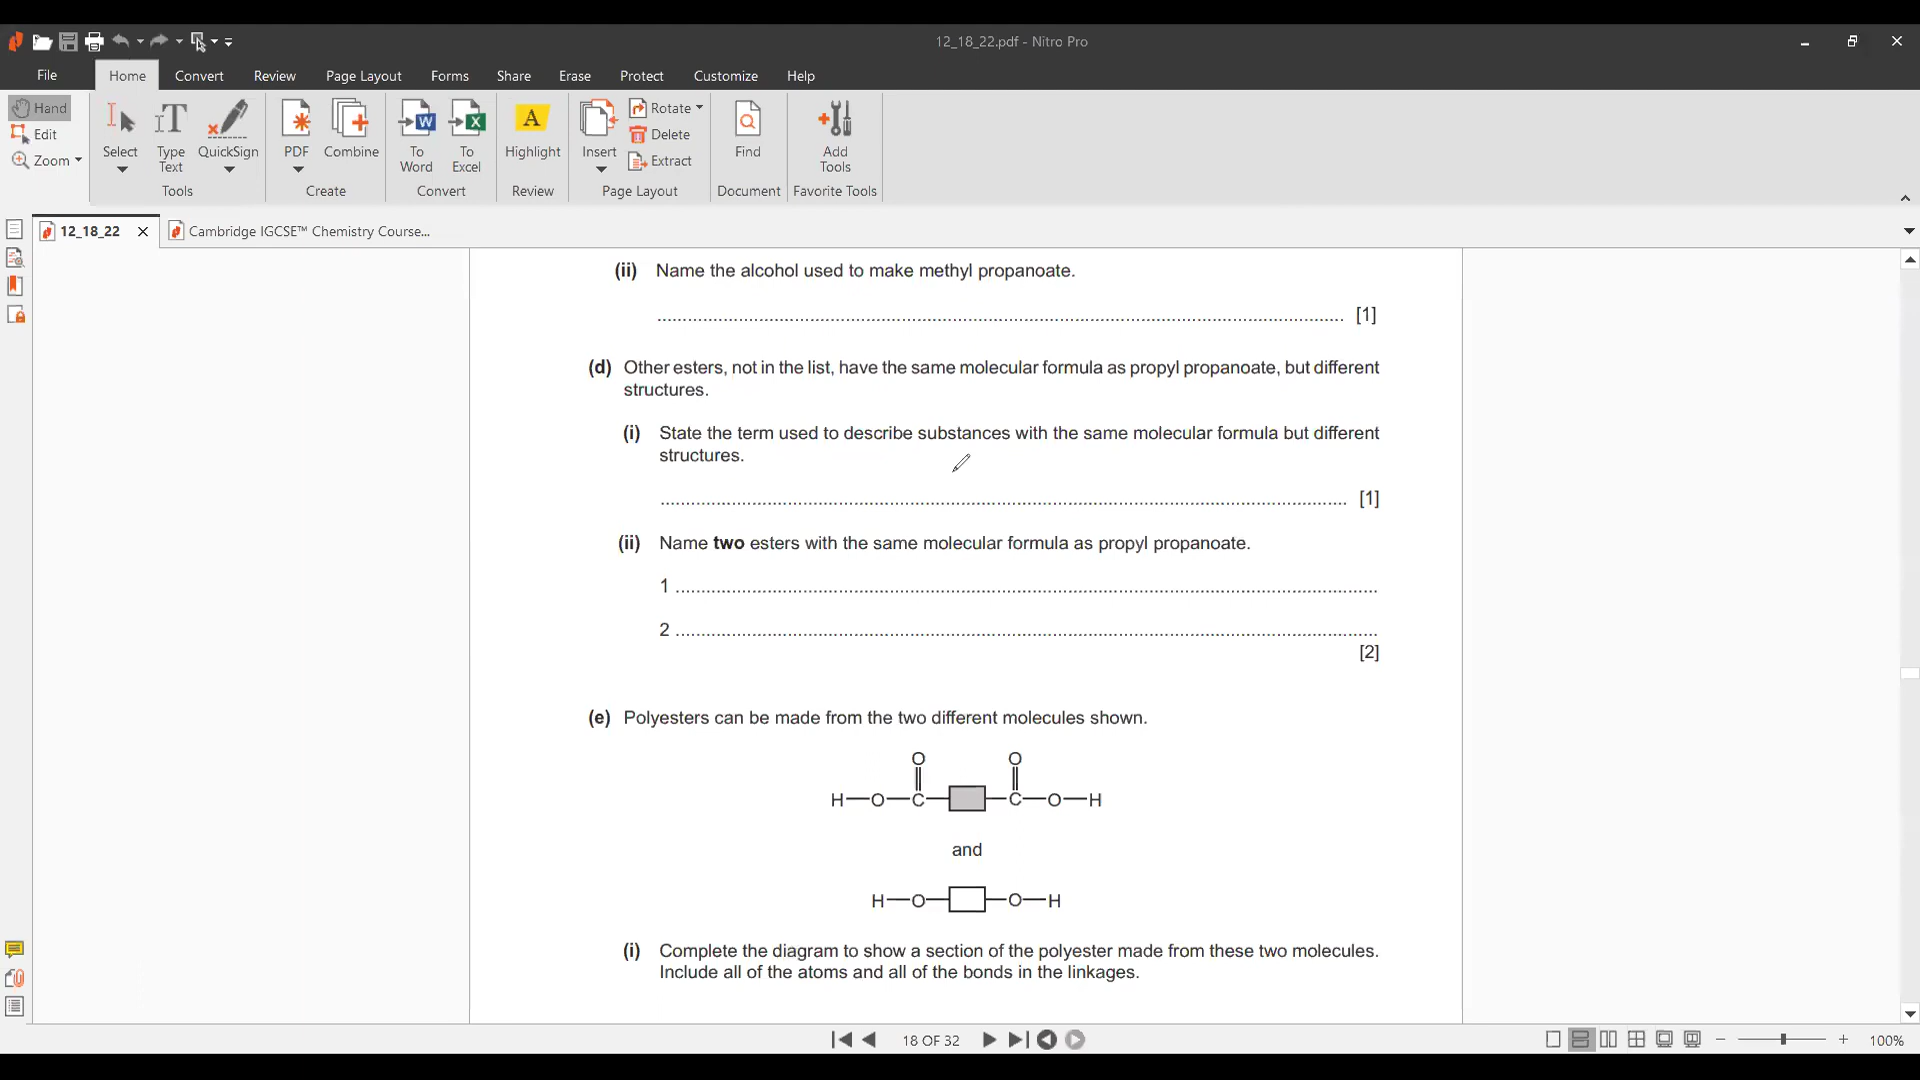 12_18_22.pdf - Nitro Pro
File Home Convert Review Page Layout Forms Share Erase Protect Customize Help
Hand
Edit
Zoom
Select
Type Text
QuickSign
Tools
PDF
Combine
Create
To Word
To Excel
Convert
A
Highlight
Review
Insert
Rotate
Delete
Extract
Page Layout
Find
Document
Add Tools
Favorite Tools
12_18_22
Cambridge IGCSE™ Chemistry Course...
(ii) Name the alcohol used to make methyl propanoate.
[1]
(d) Other esters, not in the list, have the same molecular formula as propyl propanoate, but different
structures.
(i) State the term used to describe substances with the same molecular formula but different
structures.
[1]
(ii) Name two esters with the same molecular formula as propyl propanoate.
1
2
[2]
(e) Polyesters can be made from the two different molecules shown.
O O
H O C C O H
and
H O O H
(i) Complete the diagram to show a section of the polyester made from these two molecules.
Include all of the atoms and all of the bonds in the linkages.
18 OF 32
100%